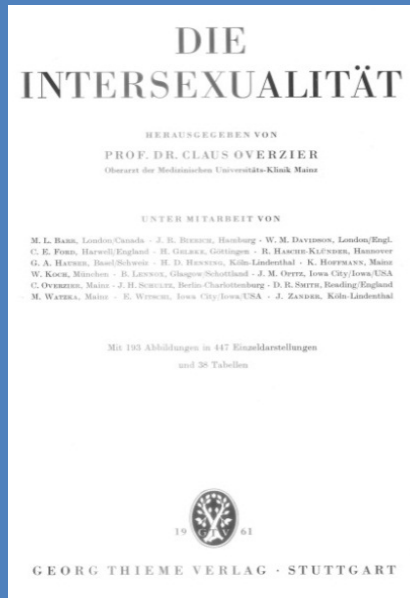 DIE
INTERSEXUALITÄT
HERAUSGEGEBEN VON
PROF. DR. CLAUS OVERZIER
Oberarzt der Medizinischen Universitäts-Klinik Mainz
UNTER MITARBEIT VON
M. L. BARR, London/Canada · J. R. BIERICH, Hamburg · W. M. DAVIDSON, London/Engl.
C. E. FORD, Harwell/England · H. GELBKE, Göttingen · R. HASCHE-KLÜNDER, Hannover
G. A. HAUSER, Basel/Schweiz · H. D. HENNING, Köln-Lindenthal · K. HOFFMANN, Mainz
W. KOCH, München · B. LENNOX, Glasgow/Schottland · J. M. OPITZ, Iowa City/Iowa/USA
C. OVERZIER, Mainz · J. H. SCHULTZ, Berlin-Charlottenburg · D. R. SMITH, Reading/England
M. WATZKA, Mainz · E. WITSCHI, Iowa City/Iowa/USA · J. ZANDER, Köln-Lindenthal
Mit 193 Abbildungen in 447 Einzeldarstellungen
und 38 Tabellen
19 GTV 61
GEORG THIEME VERLAG · STUTTGART